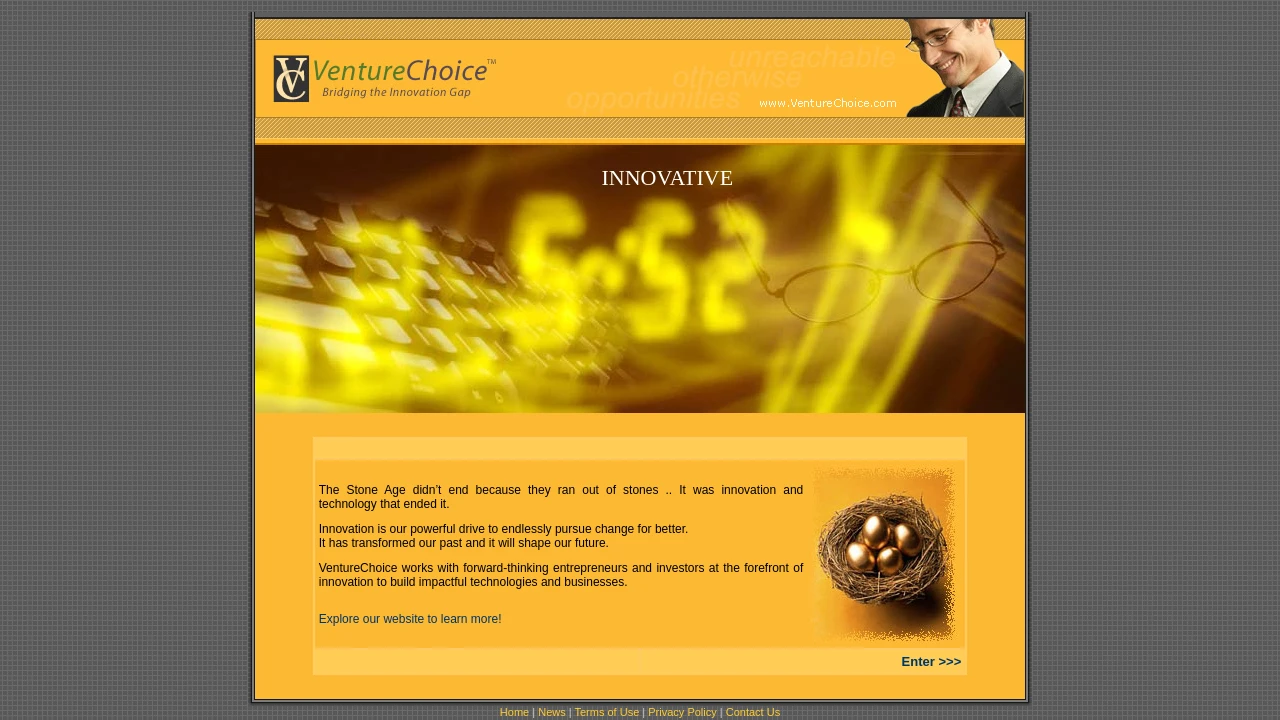 VC VentureChoice™
Bridging the Innovation Gap
unreachable
otherwise
opportunities
www.VentureChoice.com
INNOVATIVE
5:52
The Stone Age didn’t end because they ran out of stones .. It was innovation and
technology that ended it.
Innovation is our powerful drive to endlessly pursue change for better.
It has transformed our past and it will shape our future.
VentureChoice works with forward-thinking entrepreneurs and investors at the forefront of
innovation to build impactful technologies and businesses.
Explore our website to learn more!
Enter >>>
Home | News | Terms of Use | Privacy Policy | Contact Us